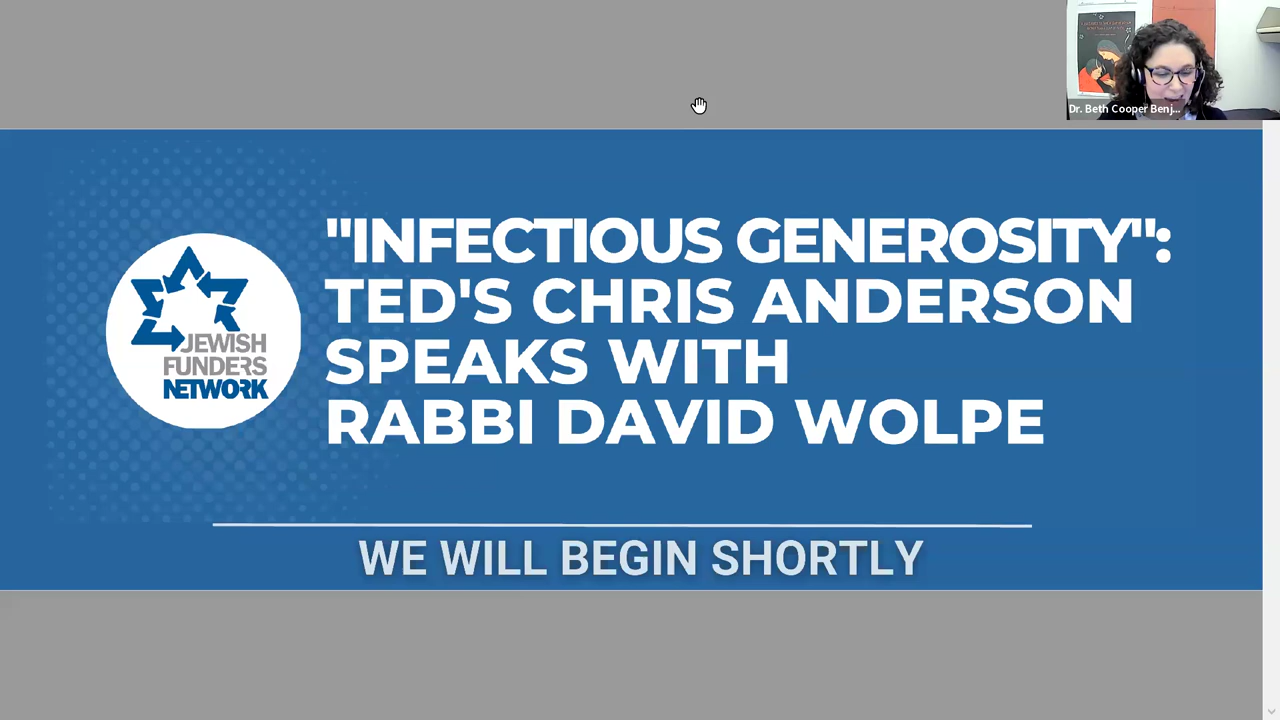 Dr. Beth Cooper Benj...
"INFECTIOUS GENEROSITY":
TED'S CHRIS ANDERSON
SPEAKS WITH
RABBI DAVID WOLPE
JEWISH
FUNDERS
NETWORK
WE WILL BEGIN SHORTLY